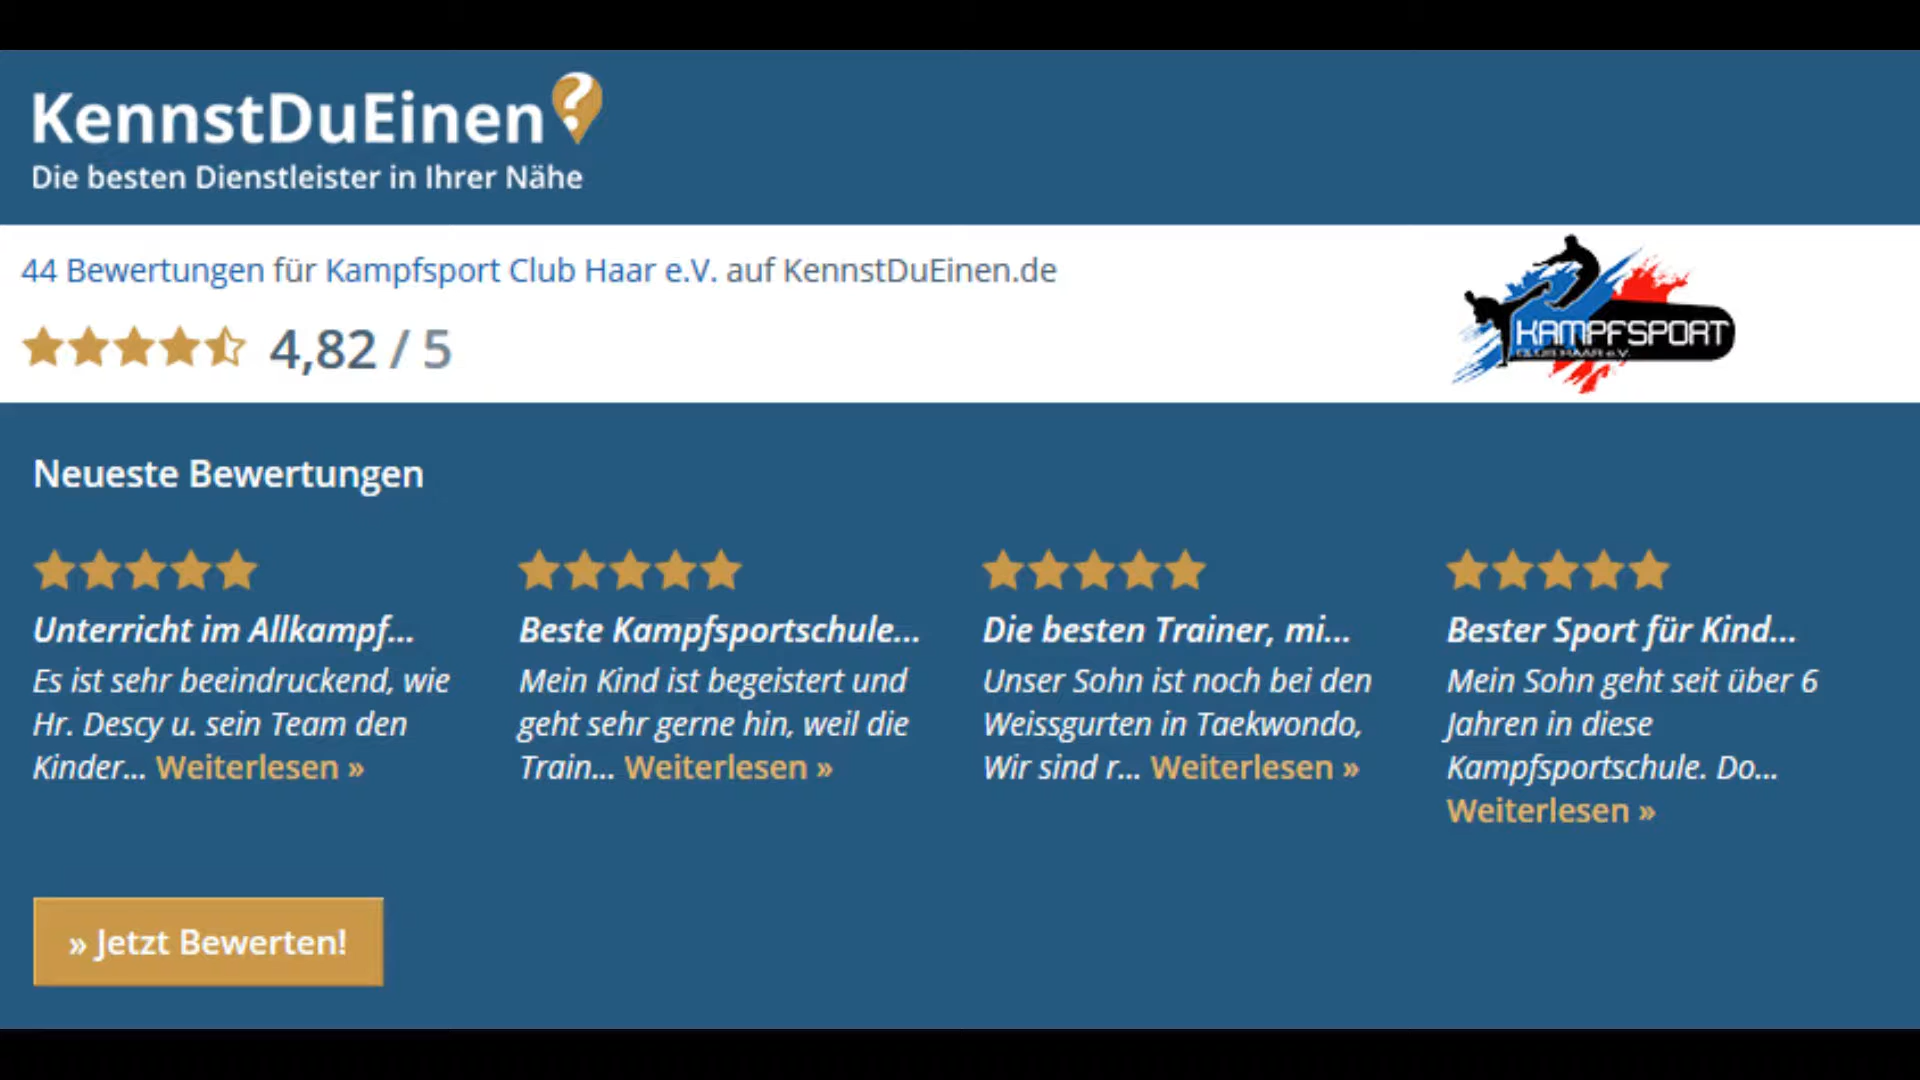 KennstDuEinen?
Die besten Dienstleister in Ihrer Nähe
44 Bewertungen für Kampfsport Club Haar e.V. auf KennstDuEinen.de
4,82 / 5
KAMPFSPORT
CLUB HAAR e.V.
Neueste Bewertungen
Unterricht im Allkampf...
Es ist sehr beeindruckend, wie
Hr. Descy u. sein Team den
Kinder... Weiterlesen »
Beste Kampfsportschule...
Mein Kind ist begeistert und
geht sehr gerne hin, weil die
Train... Weiterlesen »
Die besten Trainer, mi...
Unser Sohn ist noch bei den
Weissgurten in Taekwondo,
Wir sind r... Weiterlesen »
Bester Sport für Kind...
Mein Sohn geht seit über 6
Jahren in diese
Kampfsportschule. Do...
Weiterlesen »
» Jetzt Bewerten!